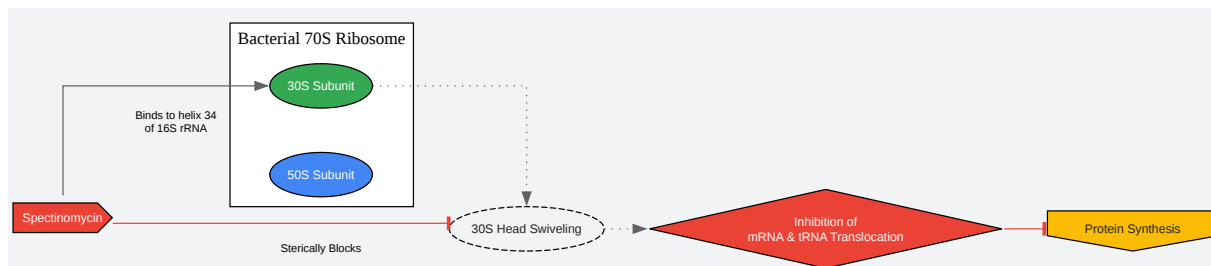 Bacterial 70S Ribosome
30S Subunit
Binds to helix 34
of 16S rRNA
50S Subunit
Spectinomycin
Sterically Blocks
30S Head Swiveling
Inhibition of
mRNA & tRNA Translocation
Protein Synthesis